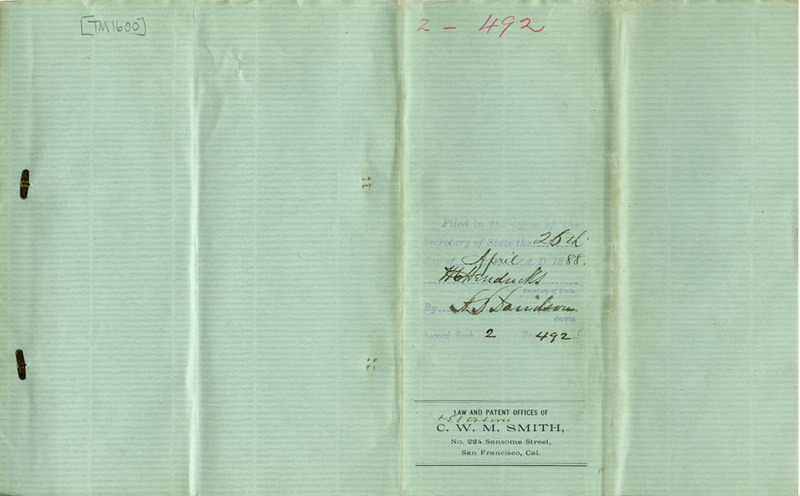 [TM1600]
2 - 492
Filed in the Office of the
Secretary of State the 25th
day of April A.D. 1888.
W C Hendricks
Secretary of State.
By A. S. Davidson
Deputy.
Record Book 2 Page 492
LAW AND PATENT OFFICES OF
C. W. M. SMITH,
No. 224 Sansome Street,
San Francisco, Cal.